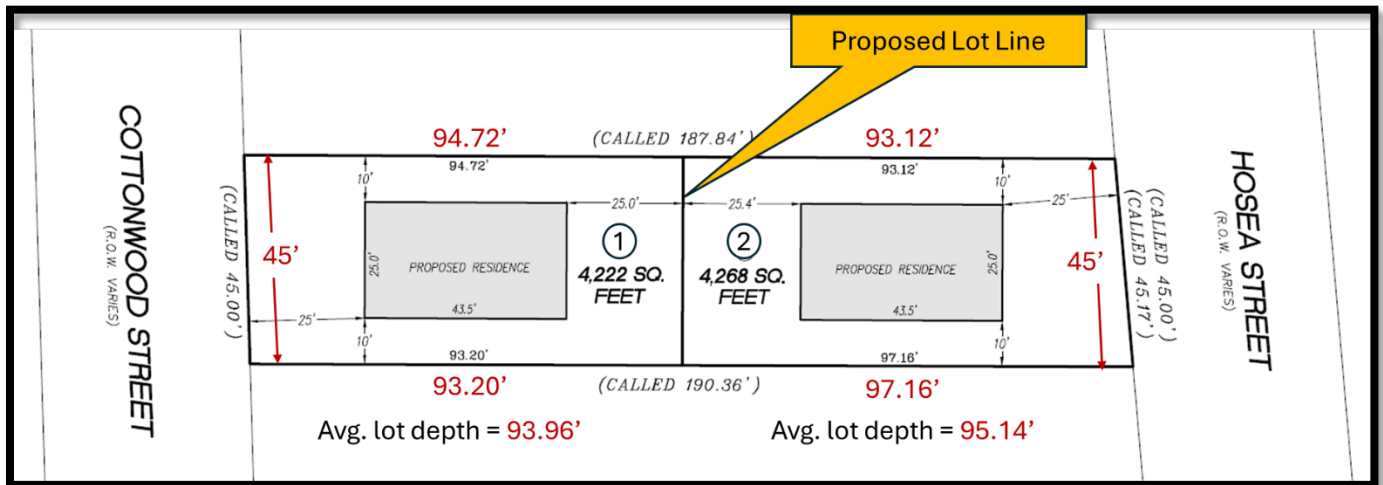 Proposed Lot Line
COTTONWOOD STREET
(R.O.W. VARIES)
94.72'
(CALLED 187.84')
93.12'
94.72'
93.12'
10'
10'
(CALLED 45.00')
45'
25.0'
25.4'
25'
45'
(CALLED 45.00')
(CALLED 45.17')
HOSEA STREET
(R.O.W. VARIES)
25.0'
PROPOSED RESIDENCE
43.5'
1
4,222 SQ.
FEET
2
4,268 SQ.
FEET
PROPOSED RESIDENCE
25.0'
43.5'
25'
10'
10'
93.20'
97.16'
93.20'
(CALLED 190.36')
97.16'
Avg. lot depth = 93.96'
Avg. lot depth = 95.14'